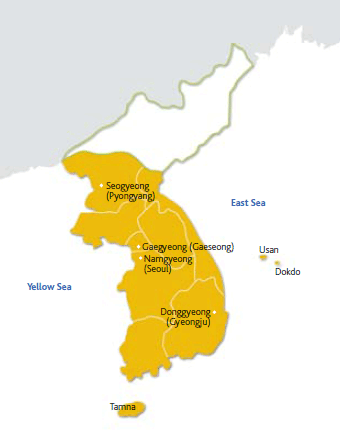 Seogyeong
(Pyongyang)
East Sea
Gaegyeong (Gaeseong)
Namgyeong
(Seoul)
Usan
Dokdo
Yellow Sea
Donggyeong
(Gyeongju)
Tamna